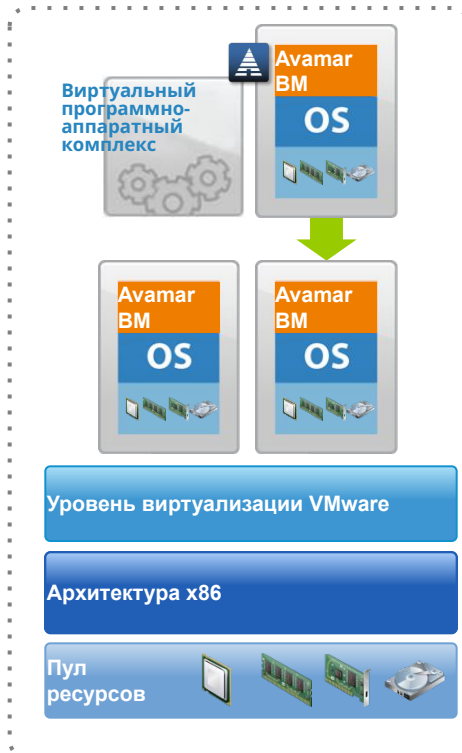 Avamar
ВМ
Виртуальный
программно-
аппаратный
комплекс
OS
Avamar
ВМ
OS
Avamar
ВМ
OS
Уровень виртуализации VMware
Архитектура x86
Пул
ресурсов